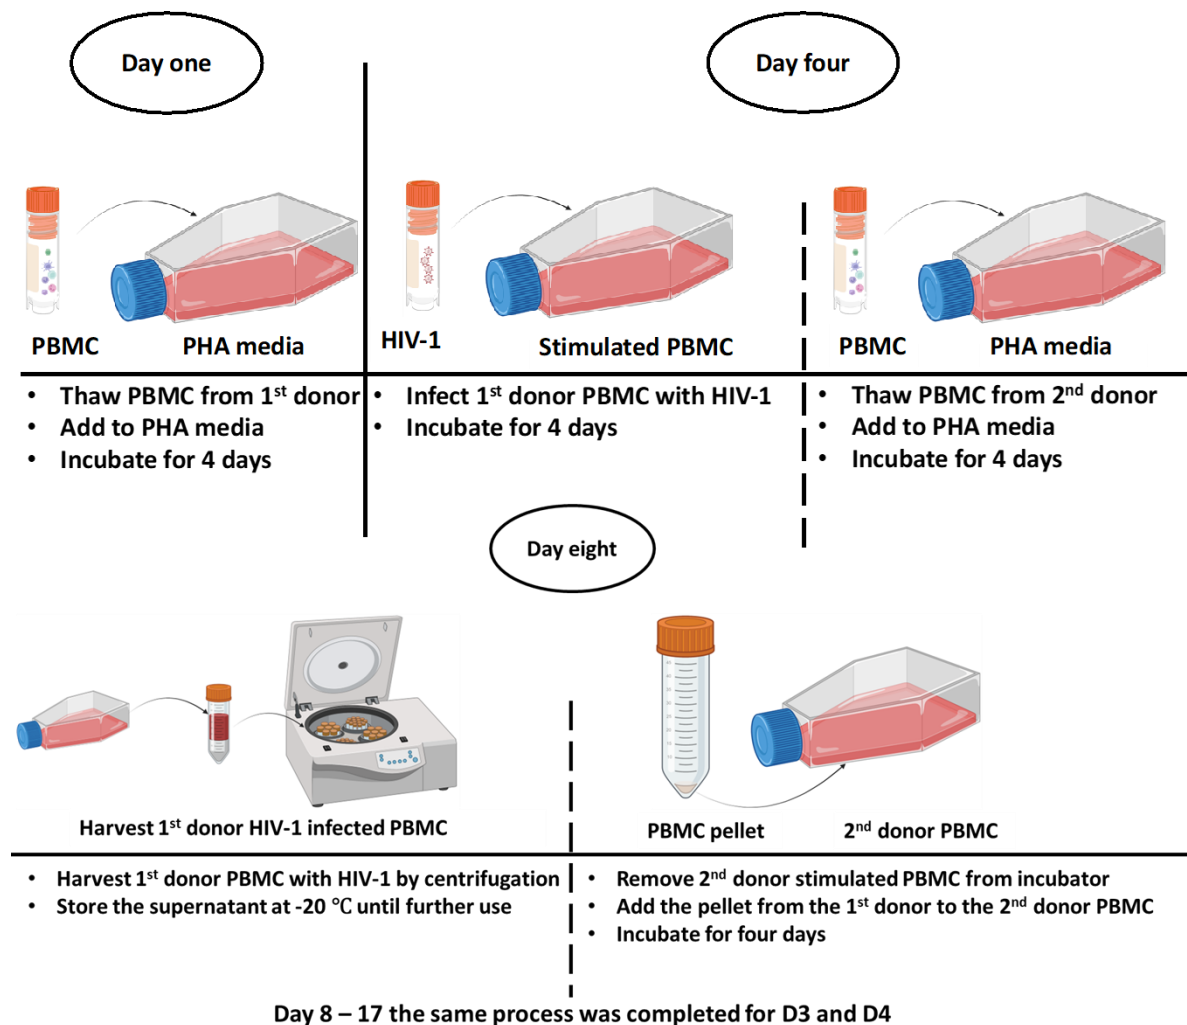 Day one
Day four
PBMC
PHA media
HIV-1
Stimulated PBMC
PBMC
PHA media
• Thaw PBMC from 1st donor
• Add to PHA media
• Incubate for 4 days
• Infect 1st donor PBMC with HIV-1
• Incubate for 4 days
• Thaw PBMC from 2nd donor
• Add to PHA media
• Incubate for 4 days
Day eight
Harvest 1st donor HIV-1 infected PBMC
PBMC pellet
2nd donor PBMC
• Harvest 1st donor PBMC with HIV-1 by centrifugation
• Store the supernatant at -20 ℃ until further use
• Remove 2nd donor stimulated PBMC from incubator
• Add the pellet from the 1st donor to the 2nd donor PBMC
• Incubate for four days
Day 8 – 17 the same process was completed for D3 and D4